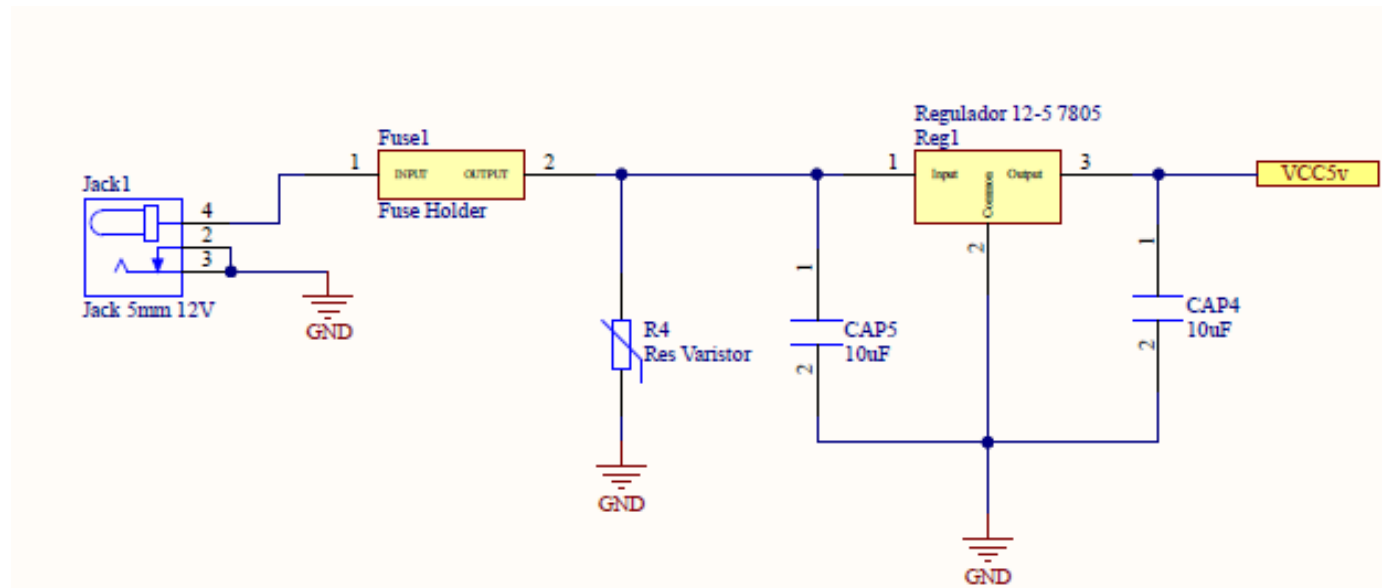 Jack1
4
2
3
Jack 5mm 12V
GND
Fuse1
1
INPUT OUTPUT
2
Fuse Holder
R4
Res Varistor
GND
1
CAP5
10uF
2
Regulador 12-5 7805
Reg1
1
Input Common Output
3
2
GND
1
CAP4
10uF
2
VCC5v